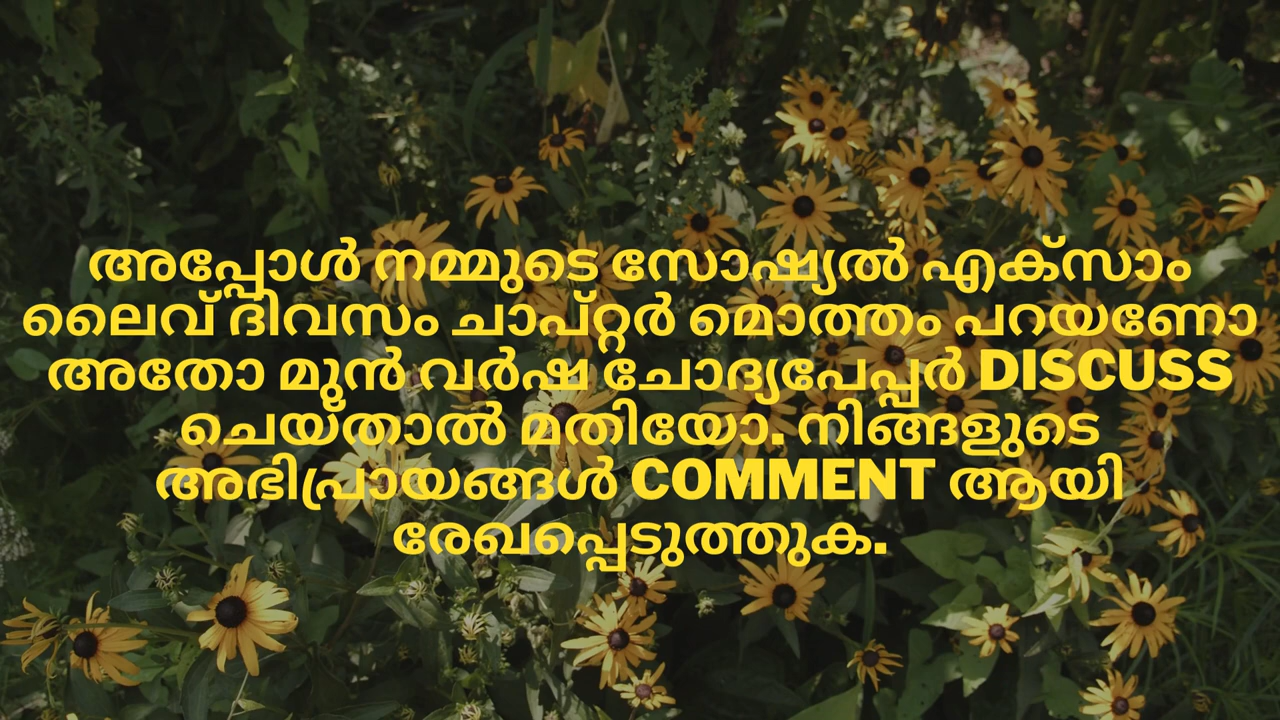 അപ്പോൾ നമ്മുടെ സോഷ്യൽ എക്സാം
ലൈവ് ദിവസം ചാപ്റ്റർ മൊത്തം പറയണോ
അതോ മുൻ വർഷ ചോദ്യപേപ്പർ DISCUSS
ചെയ്താൽ മതിയോ. നിങ്ങളുടെ
അഭിപ്രായങ്ങൾ COMMENT ആയി
രേഖപ്പെടുത്തുക.